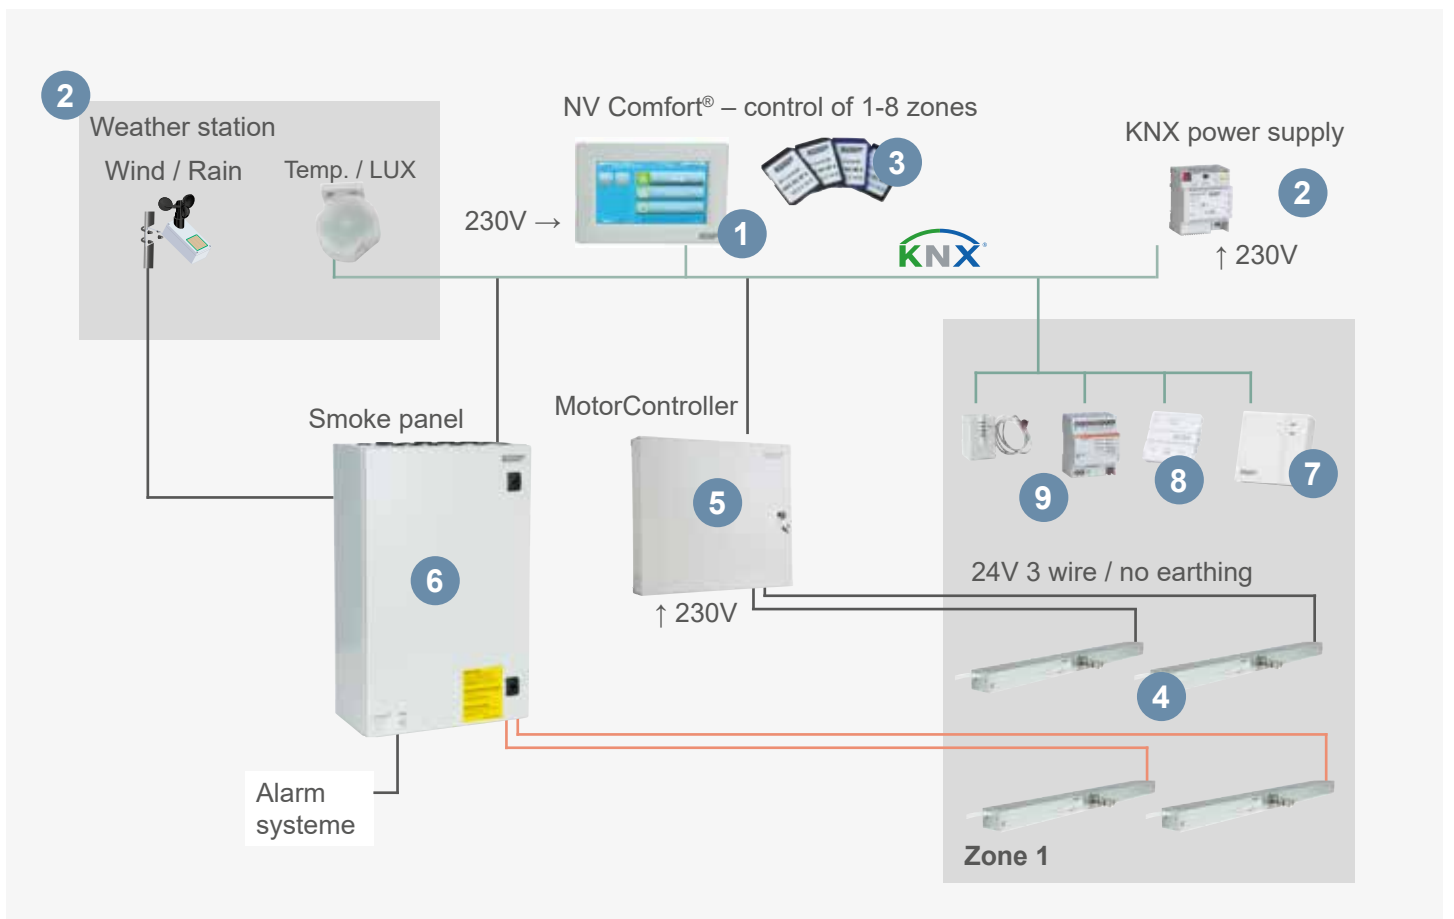 2
Weather station
Wind / Rain
Temp. / LUX
NV Comfort® – control of 1-8 zones
3
230V →
1
KNX®
KNX power supply
2
↑ 230V
Smoke panel
MotorController
5
6
↑ 230V
9
8
7
24V 3 wire / no earthing
4
Alarm
systeme
Zone 1